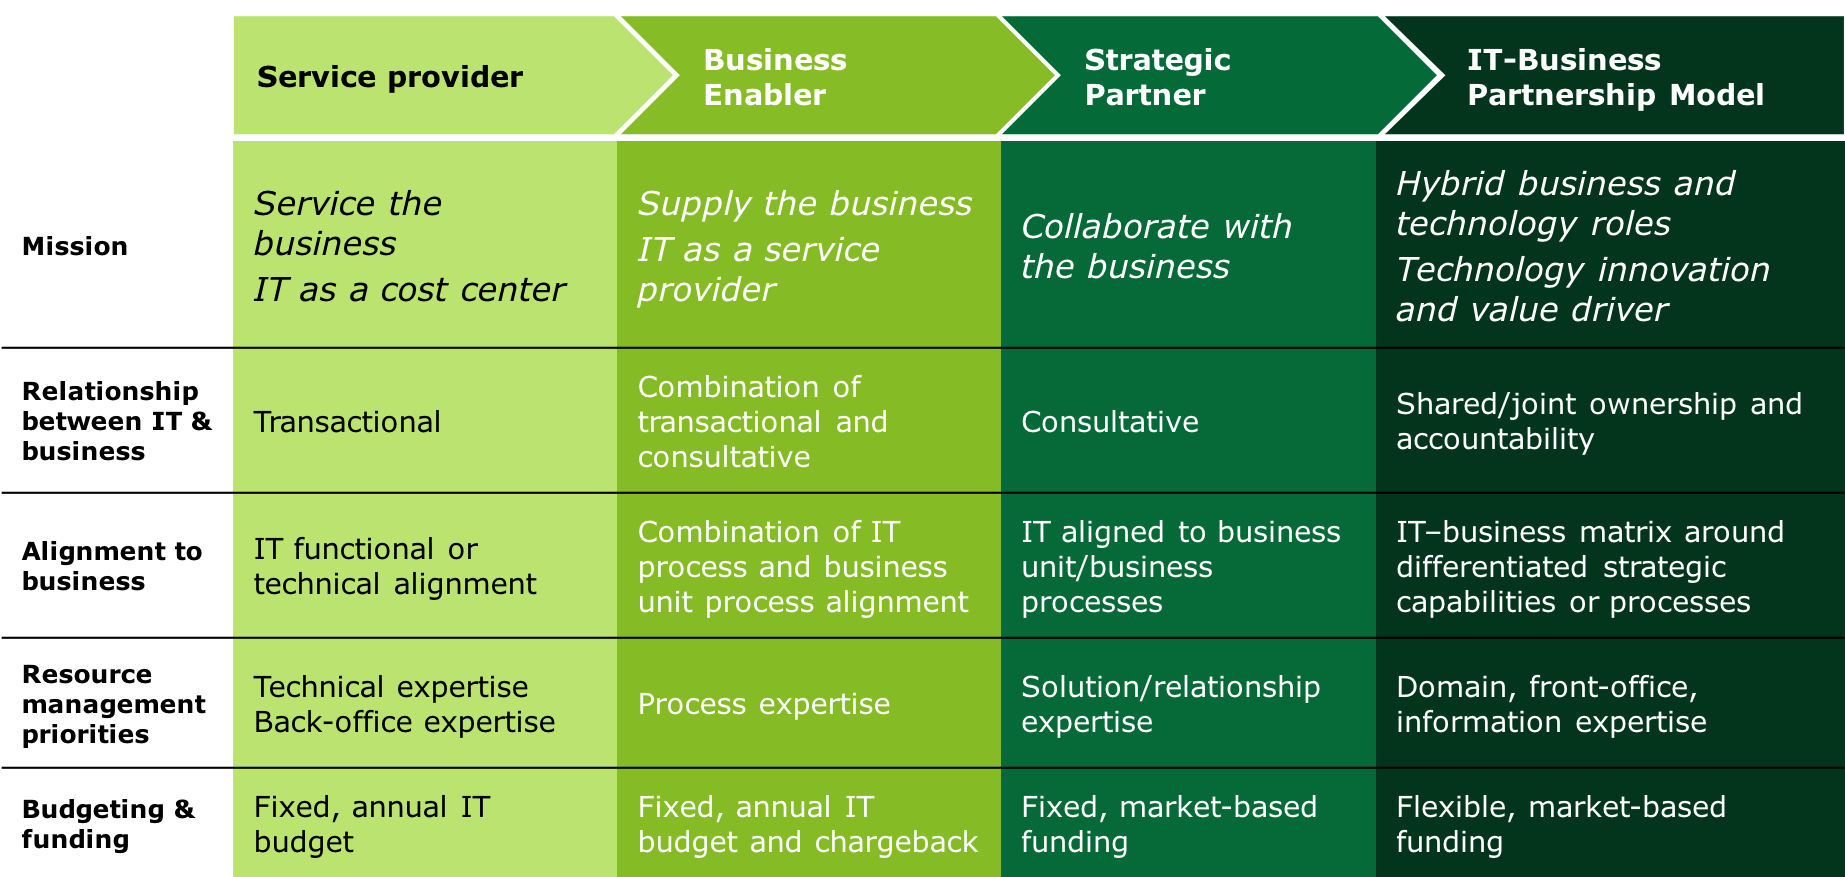 Service provider
Business
Enabler
Strategic
Partner
IT-Business
Partnership Model
Mission
Service the
business
IT as a cost center
Supply the business
IT as a service
provider
Collaborate with
the business
Hybrid business and
technology roles
Technology innovation
and value driver
Relationship
between IT &
business
Transactional
Combination of
transactional and
consultative
Consultative
Shared/joint ownership and
accountability
Alignment to
business
IT functional or
technical alignment
Combination of IT
process and business
unit process alignment
IT aligned to business
unit/business
processes
IT–business matrix around
differentiated strategic
capabilities or processes
Resource
management
priorities
Technical expertise
Back-office expertise
Process expertise
Solution/relationship
expertise
Domain, front-office,
information expertise
Budgeting &
funding
Fixed, annual IT
budget
Fixed, annual IT
budget and chargeback
Fixed, market-based
funding
Flexible, market-based
funding